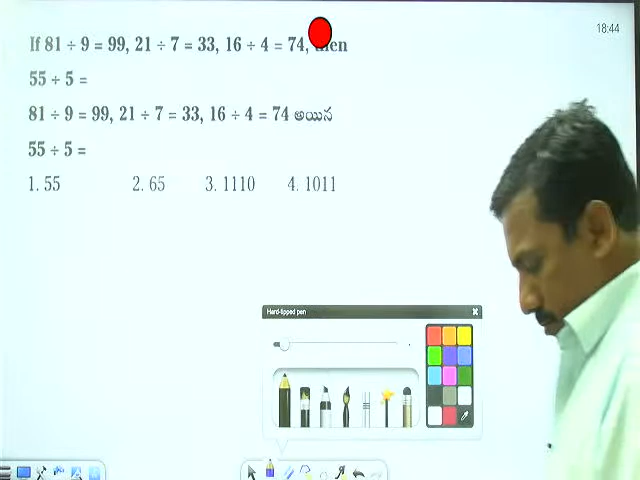 18:44
If 81 ÷ 9 = 99, 21 ÷ 7 = 33, 16 ÷ 4 = 74, then
55 ÷ 5 =
81 ÷ 9 = 99, 21 ÷ 7 = 33, 16 ÷ 4 = 74 అయిన
55 ÷ 5 =
1. 55 2. 65 3. 1110 4. 1011
Hard-tipped pen